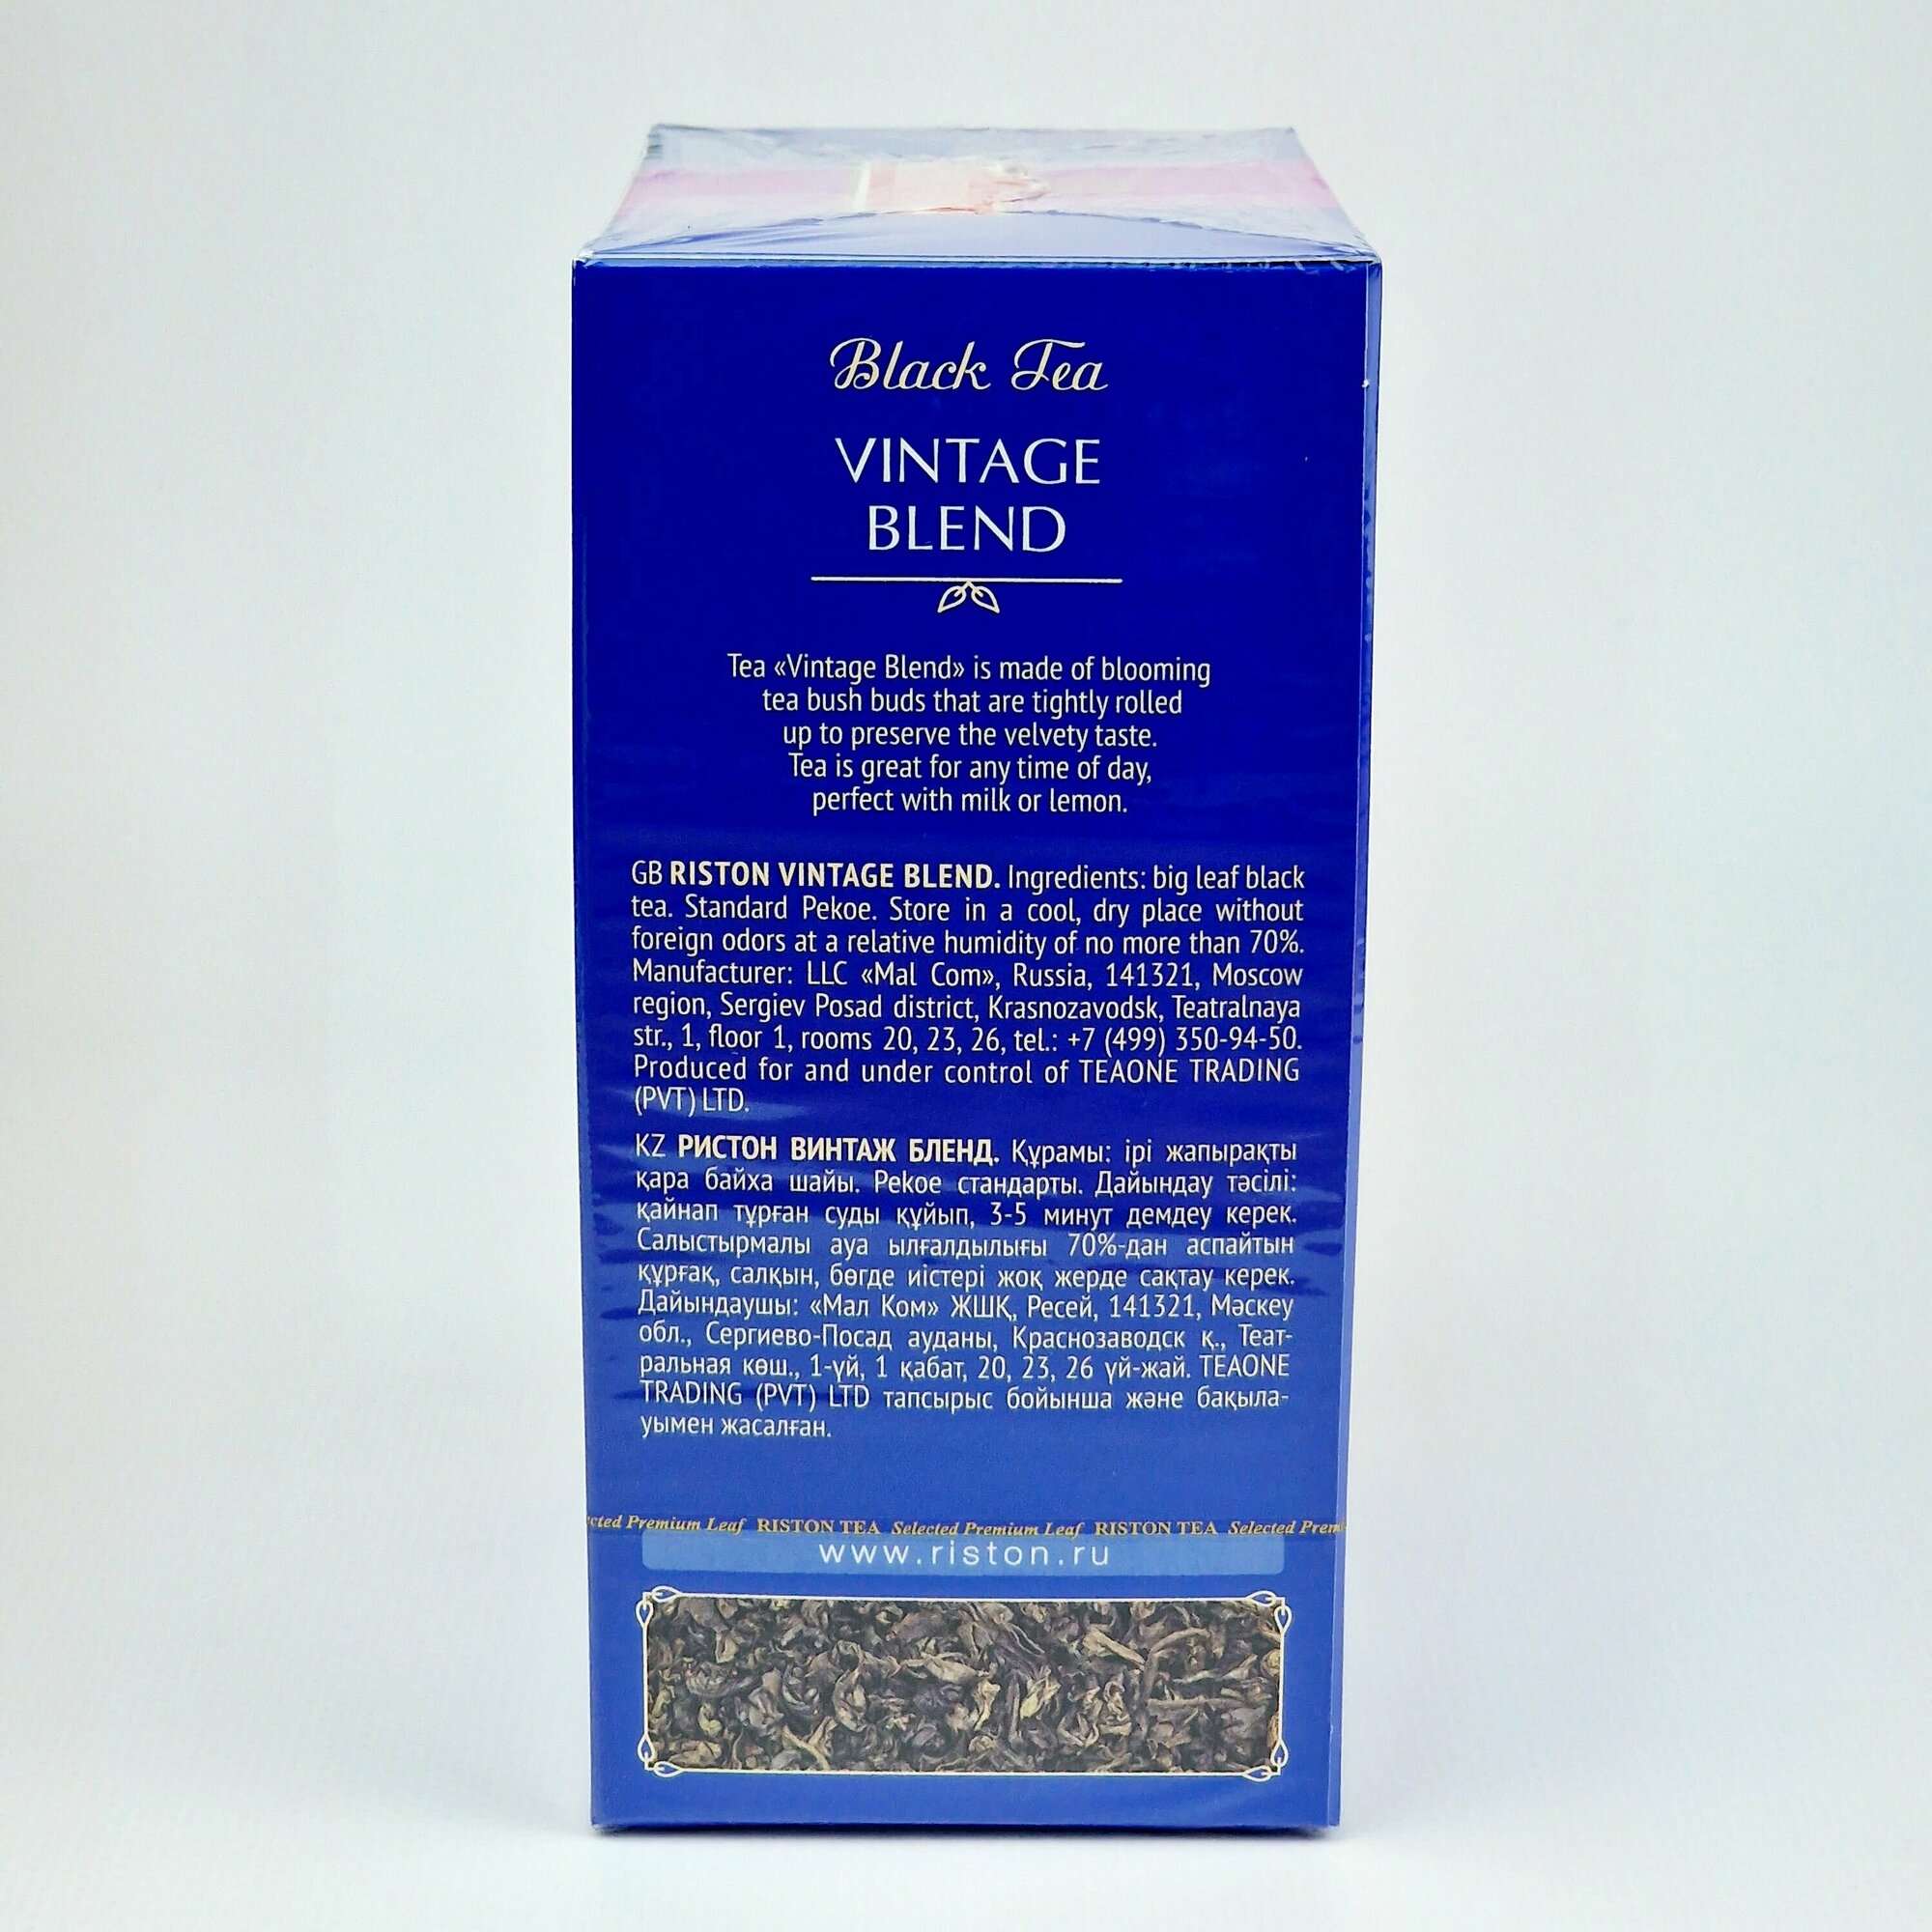 Black Tea
VINTAGE
BLEND
Tea «Vintage Blend» is made of blooming
tea bush buds that are tightly rolled
up to preserve the velvety taste.
Tea is great for any time of day,
perfect with milk or lemon.
GB RISTON VINTAGE BLEND. Ingredients: big leaf black
tea. Standard Pekoe. Store in a cool, dry place without
foreign odors at a relative humidity of no more than 70%.
Manufacturer: LLC «Mal Com», Russia, 141321, Moscow
region, Sergiev Posad district, Krasnozavodsk, Teatralnaya
str., 1, floor 1, rooms 20, 23, 26, tel.: +7 (499) 350-94-50.
Produced for and under control of TEAONE TRADING
(PVT) LTD.
KZ РИСТОН ВИНТАЖ БЛЕНД. Құрамы: ірі жапырақты
қара байха шайы. Pekoe стандарты. Дайындау тәсілі:
қайнап тұрған суды құйып, 3-5 минут демдеу керек.
Салыстырмалы ауа ылғалдылығы 70%-дан аспайтын
құрғақ, салқын, бөгде иістері жоқ жерде сақтау керек.
Дайындаушы: «Мал Ком» ЖШҚ, Ресей, 141321, Мәскеу
обл., Сергиево-Посад ауданы, Краснозаводск қ., Теат-
ральная көш., 1-үй, 1 қабат, 20, 23, 26 үй-жай. TEAONE
TRADING (PVT) LTD тапсырыс бойынша және бақыла-
уымен жасалған.
cted Premium Leaf RISTON TEA Selected Premium Leaf RISTON TEA Selected Prem
www.riston.ru